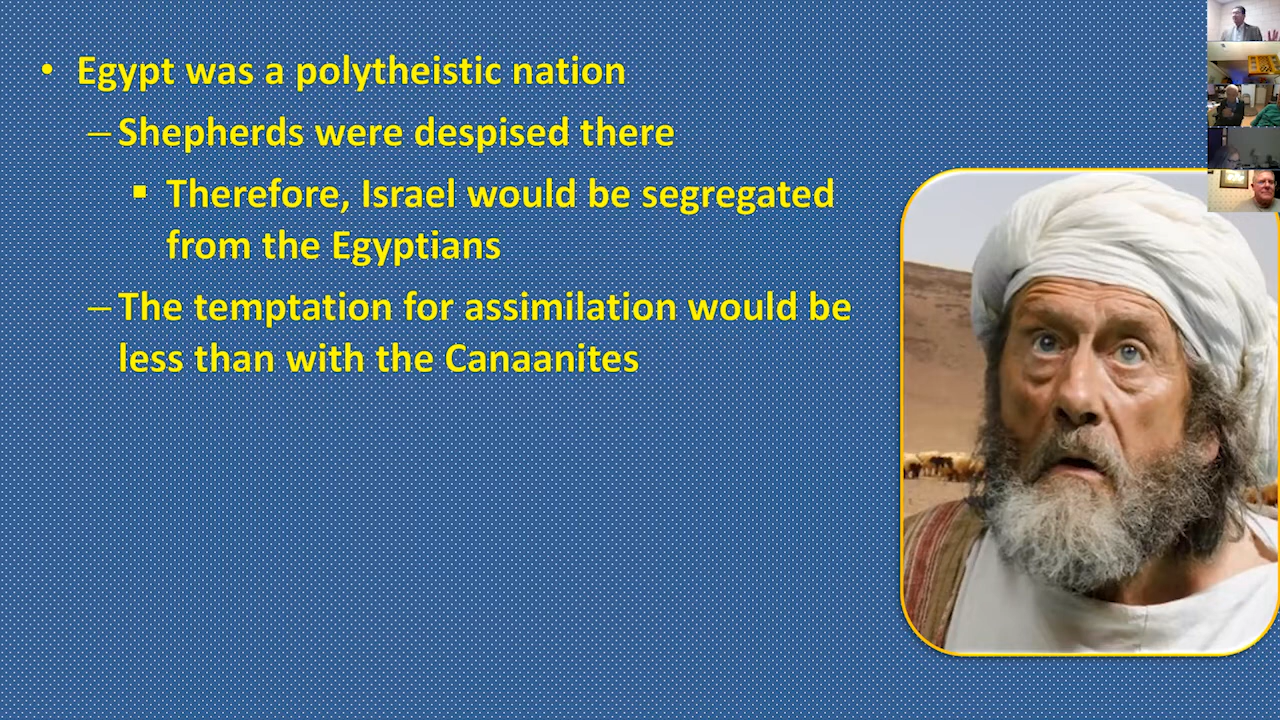 • Egypt was a polytheistic nation
– Shepherds were despised there
▪ Therefore, Israel would be segregated
from the Egyptians
– The temptation for assimilation would be
less than with the Canaanites